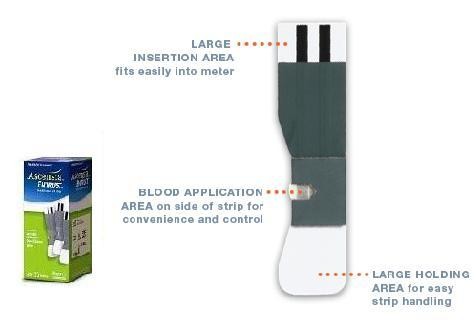 LARGE
INSERTION AREA
fits easily into meter
ASCENSIA
BLOOD APPLICATION
AREA on side of strip for
convenience and control
LARGE HOLDING
AREA for easy
strip handling